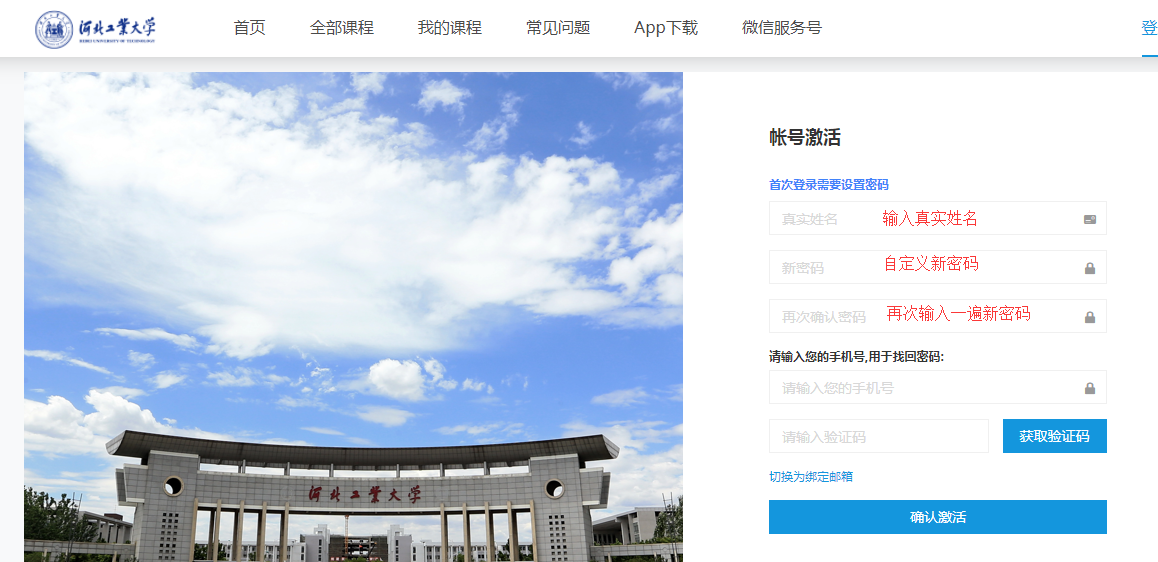 河北工業大学
HEBEI UNIVERSITY OF TECHNOLOGY
首页 全部课程 我的课程 常见问题 App下载 微信服务号 登
帐号激活
首次登录需要设置密码
真实姓名 输入真实姓名
新密码 自定义新密码
再次确认密码 再次输入一遍新密码
请输入您的手机号,用于找回密码:
请输入您的手机号
请输入验证码 获取验证码
切换为绑定邮箱
确认激活
河北工業大学